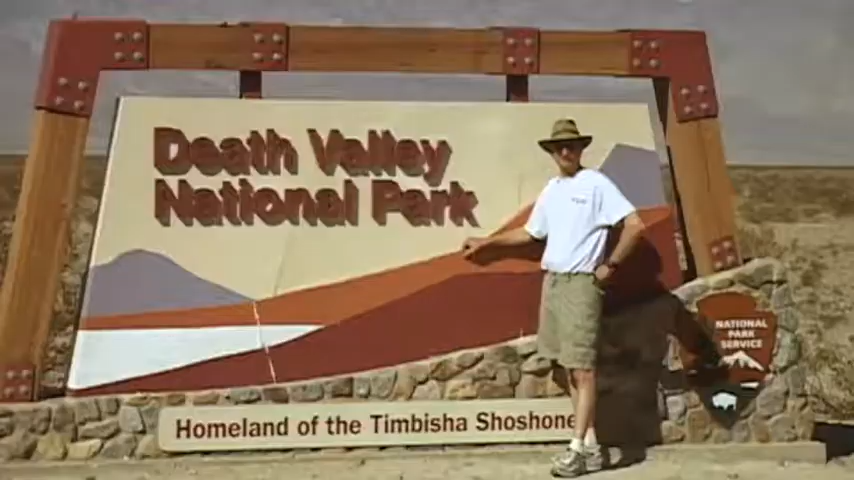 Death Valley
National Park
Homeland of the Timbisha Shoshone
NATIONAL
PARK
SERVICE